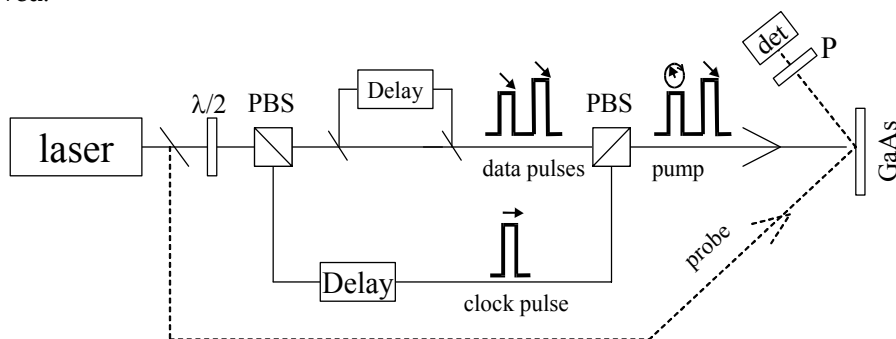 det
P
Delay
λ/2
PBS
PBS
laser
GaAs
data pulses
pump
probe
Delay
clock pulse